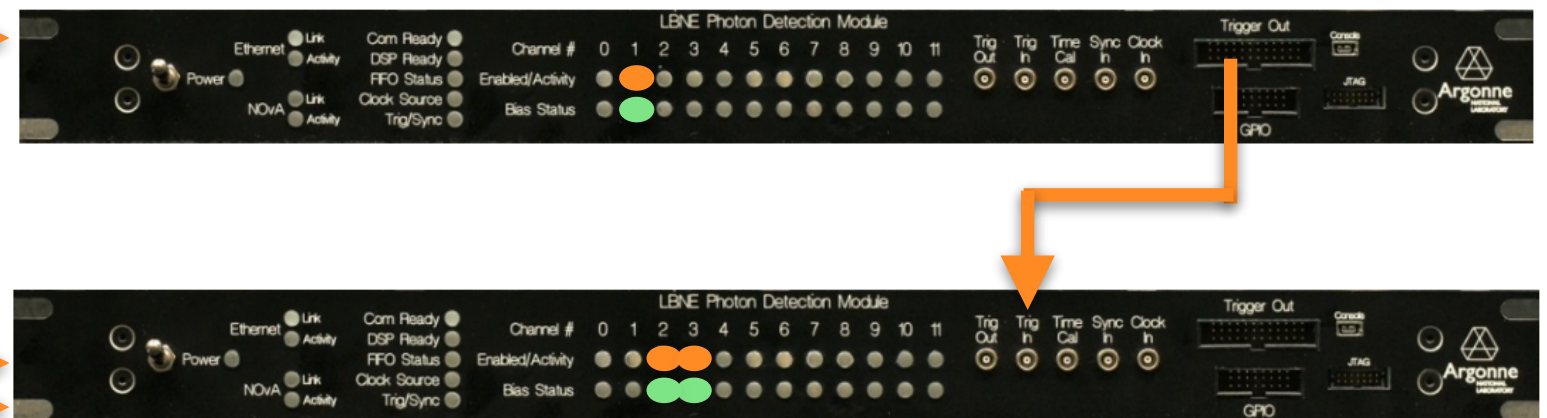 LBNE Photon Detection Module
Ethernet Link Activity
Power
NOvA Link Activity
Com Ready
DSP Ready
FIFO Status
Clock Source
Trig/Sync
Channel # 0 1 2 3 4 5 6 7 8 9 10 11
Enabled/Activity
Bias Status
Trig Out
Trig In
Time Cal
Sync In
Clock In
Trigger Out
Console
JTAG
GPIO
Argonne
NATIONAL
LABORATORY
LBNE Photon Detection Module
Ethernet Link Activity
Power
NOvA Link Activity
Com Ready
DSP Ready
FIFO Status
Clock Source
Trig/Sync
Channel # 0 1 2 3 4 5 6 7 8 9 10 11
Enabled/Activity
Bias Status
Trig Out
Trig In
Time Cal
Sync In
Clock In
Trigger Out
Console
JTAG
GPIO
Argonne
NATIONAL
LABORATORY